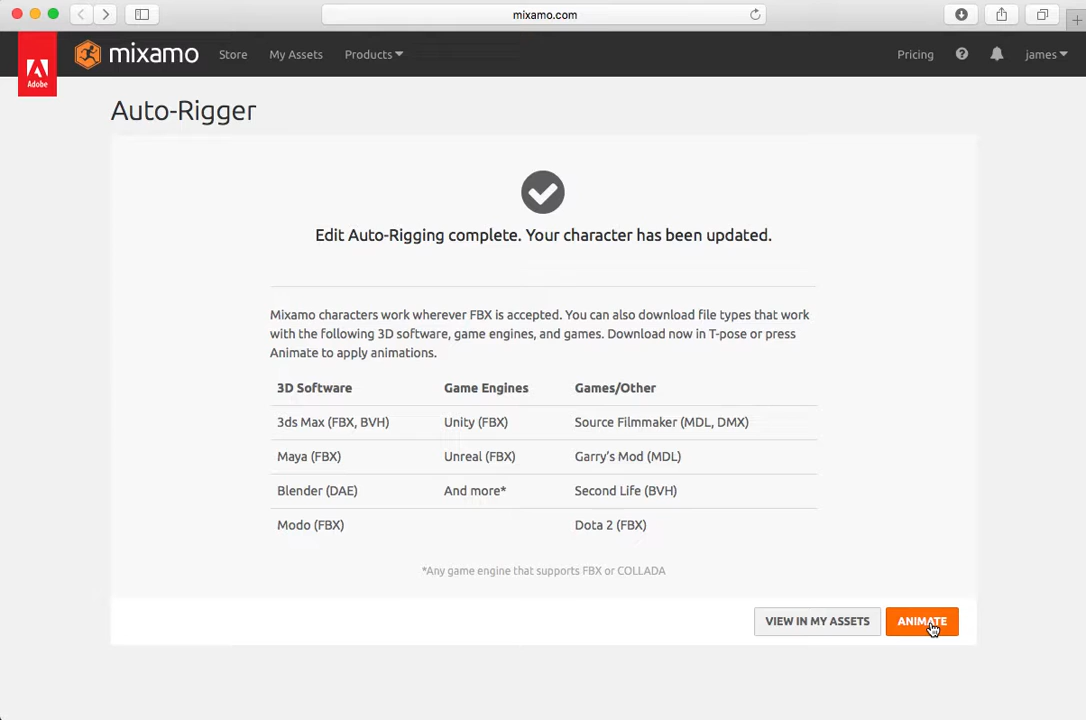 mixamo.com
Adobe
mixamo
Store
My Assets
Products
Pricing
james
Auto-Rigger
Edit Auto-Rigging complete. Your character has been updated.
Mixamo characters work wherever FBX is accepted. You can also download file types that work
with the following 3D software, game engines, and games. Download now in T-pose or press
Animate to apply animations.
3D Software Game Engines Games/Other
3ds Max (FBX, BVH) Unity (FBX) Source Filmmaker (MDL, DMX)
Maya (FBX) Unreal (FBX) Garry's Mod (MDL)
Blender (DAE) And more* Second Life (BVH)
Modo (FBX) Dota 2 (FBX)
*Any game engine that supports FBX or COLLADA
VIEW IN MY ASSETS
ANIMATE